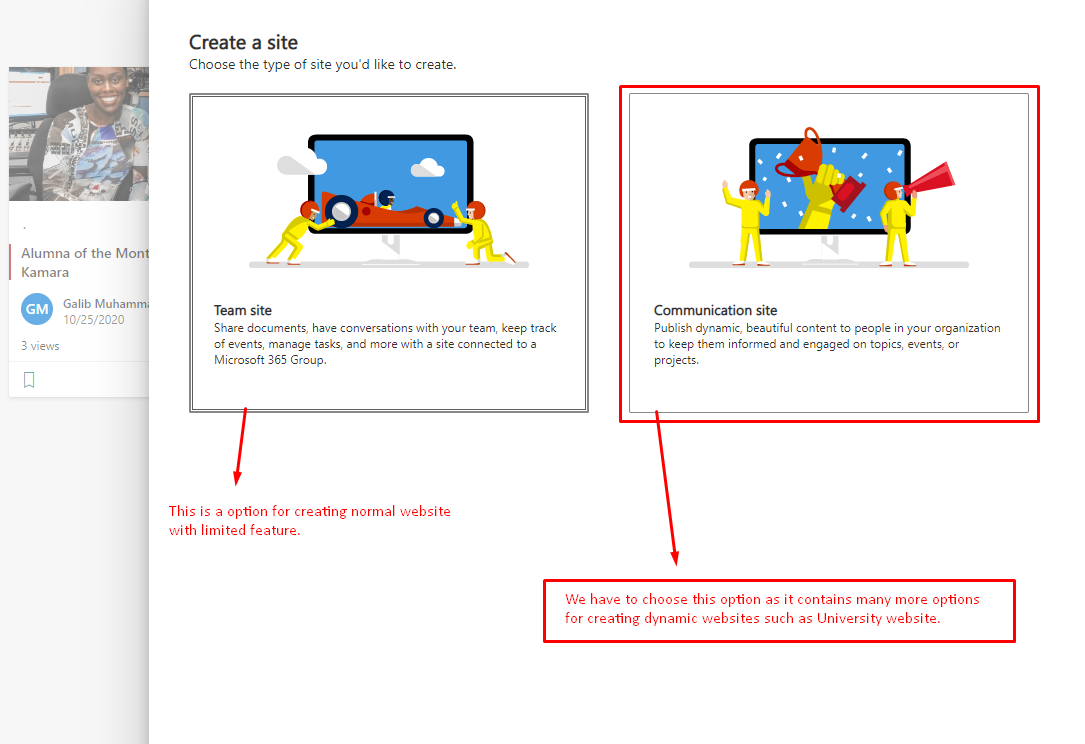 Create a site
Choose the type of site you'd like to create.
.
Alumna of the Mont
Kamara
GM
Galib Muhamma
10/25/2020
3 views
Team site
Share documents, have conversations with your team, keep track
of events, manage tasks, and more with a site connected to a
Microsoft 365 Group.
Communication site
Publish dynamic, beautiful content to people in your organization
to keep them informed and engaged on topics, events, or
projects.
This is a option for creating normal website
with limited feature.
We have to choose this option as it contains many more options
for creating dynamic websites such as University website.